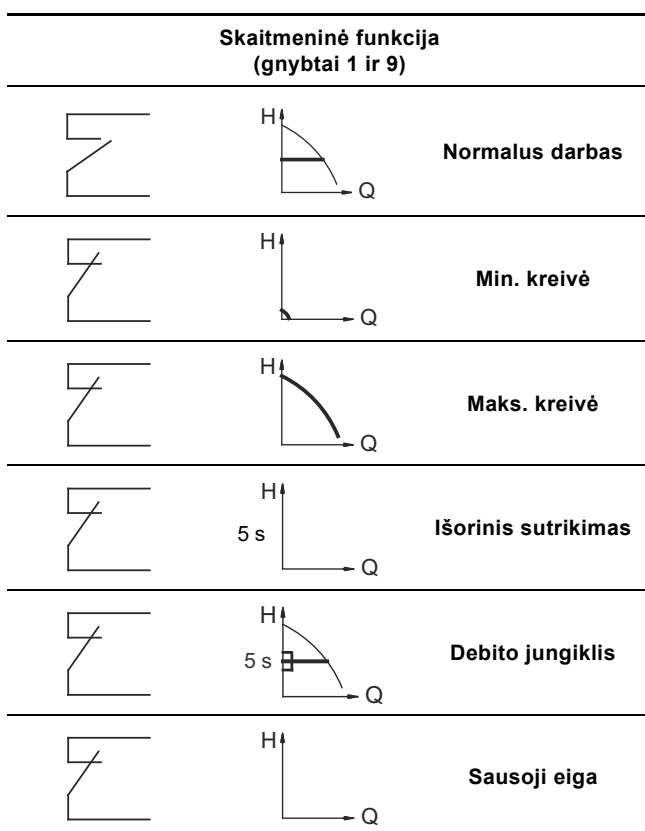 Skaitmeninė funkcija
(gnybtai 1 ir 9)
H
Q
Normalus darbas
H
Q
Min. kreivė
H
Q
Maks. kreivė
H
5 s
Q
Išorinis sutrikimas
H
5 s
Q
Debito jungiklis
H
Q
Sausoji eiga